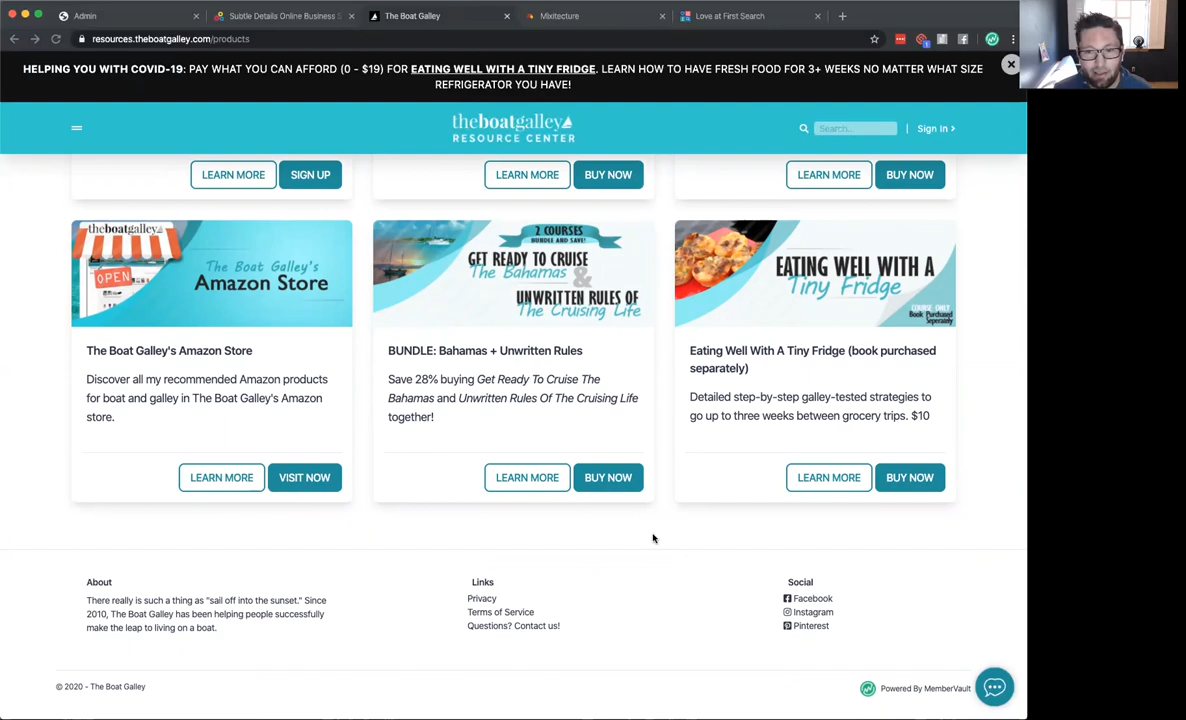 Admin
Subtle Details Online Business S
The Boat Galley
Mixitecture
Love at First Search
resources.theboatgalley.com/products
HELPING YOU WITH COVID-19: PAY WHAT YOU CAN AFFORD (0 - $19) FOR EATING WELL WITH A TINY FRIDGE. LEARN HOW TO HAVE FRESH FOOD FOR 3+ WEEKS NO MATTER WHAT SIZE
REFRIGERATOR YOU HAVE!
theboatgalley
RESOURCE CENTER
Search...
Sign In >
LEARN MORE
SIGN UP
LEARN MORE
BUY NOW
LEARN MORE
BUY NOW
theboatgalley
OPEN
The Boat Galley's
Amazon Store
2 COURSES
BUNDLE AND SAVE!
GET READY TO CRUISE
The Bahamas
&
UNWRITTEN RULES OF
The Cruising Life
EATING WELL WITH A
Tiny Fridge
COURSE ONLY
Book Purchased
Seperately
The Boat Galley's Amazon Store
Discover all my recommended Amazon products
for boat and galley in The Boat Galley's Amazon
store.
LEARN MORE
VISIT NOW
BUNDLE: Bahamas + Unwritten Rules
Save 28% buying Get Ready To Cruise The
Bahamas and Unwritten Rules Of The Cruising Life
together!
LEARN MORE
BUY NOW
Eating Well With A Tiny Fridge (book purchased
separately)
Detailed step-by-step galley-tested strategies to
go up to three weeks between grocery trips. $10
LEARN MORE
BUY NOW
About
There really is such a thing as "sail off into the sunset." Since
2010, The Boat Galley has been helping people successfully
make the leap to living on a boat.
Links
Privacy
Terms of Service
Questions? Contact us!
Social
Facebook
Instagram
Pinterest
© 2020 - The Boat Galley
Powered By MemberVault